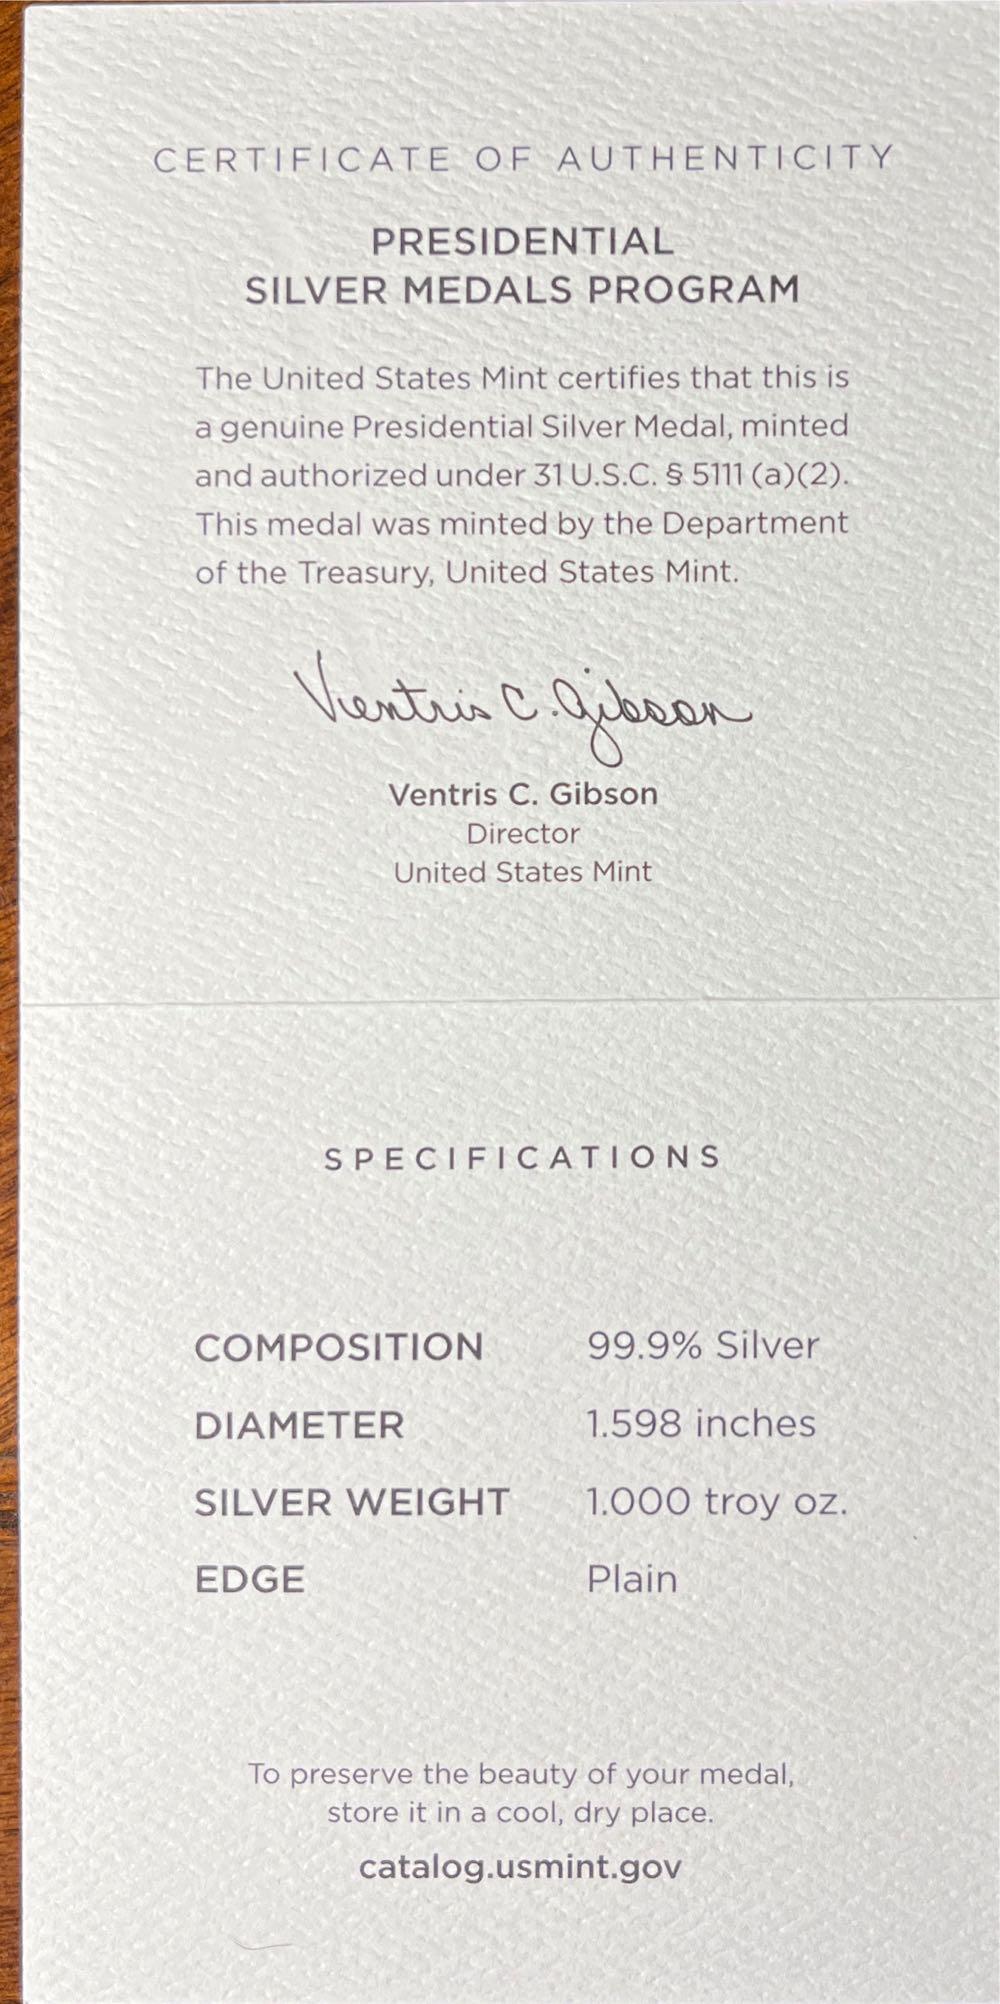 CERTIFICATE OF AUTHENTICITY
PRESIDENTIAL
SILVER MEDALS PROGRAM
The United States Mint certifies that this is
a genuine Presidential Silver Medal, minted
and authorized under 31 U.S.C. § 5111 (a)(2).
This medal was minted by the Department
of the Treasury, United States Mint.
Ventris C. Gibson
Ventris C. Gibson
Director
United States Mint
SPECIFICATIONS
COMPOSITION 99.9% Silver
DIAMETER 1.598 inches
SILVER WEIGHT 1.000 troy oz.
EDGE Plain
To preserve the beauty of your medal,
store it in a cool, dry place.
catalog.usmint.gov